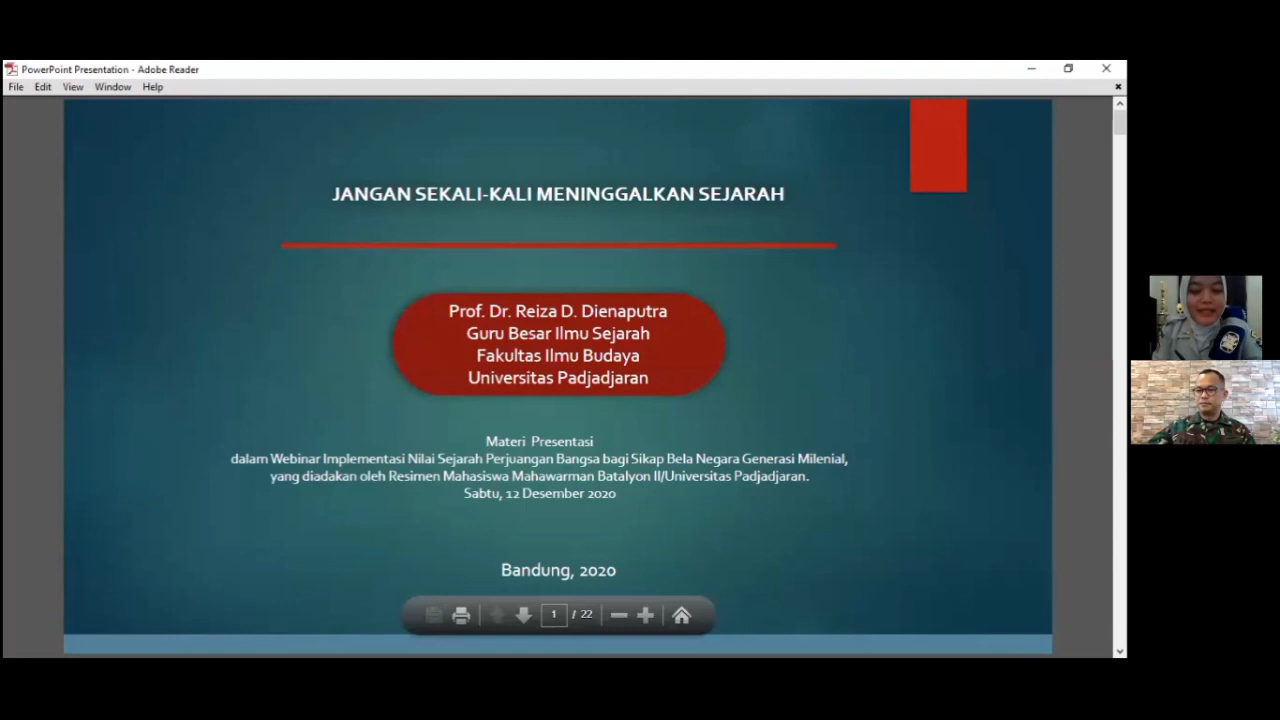 PowerPoint Presentation - Adobe Reader
File Edit View Window Help
JANGAN SEKALI-KALI MENINGGALKAN SEJARAH
Prof. Dr. Reiza D. Dienaputra
Guru Besar Ilmu Sejarah
Fakultas Ilmu Budaya
Universitas Padjadjaran
Materi Presentasi
dalam Webinar Implementasi Nilai Sejarah Perjuangan Bangsa bagi Sikap Bela Negara Generasi Milenial,
yang diadakan oleh Resimen Mahasiswa Mahawarman Batalyon II/Universitas Padjadjaran.
Sabtu, 12 Desember 2020
Bandung, 2020
1 / 22